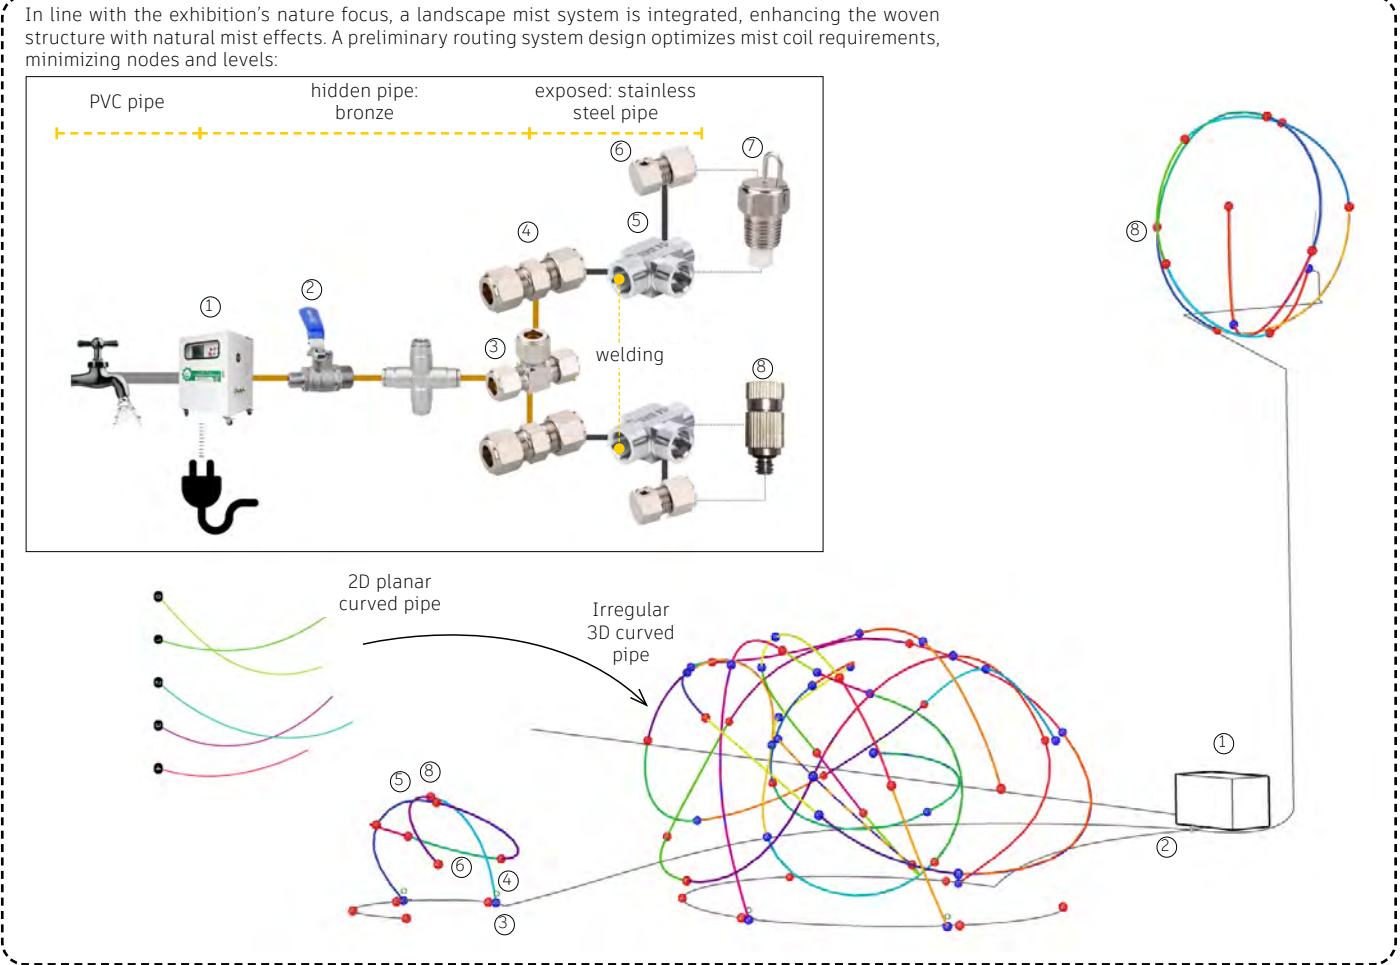 In line with the exhibition's nature focus, a landscape mist system is integrated, enhancing the woven
structure with natural mist effects. A preliminary routing system design optimizes mist coil requirements,
minimizing nodes and levels:
PVC pipe
hidden pipe:
bronze
exposed: stainless
steel pipe
6
7
5
4
1
2
3
welding
8
8
2D planar
curved pipe
Irregular
3D curved
pipe
5
8
6
4
3
1
2